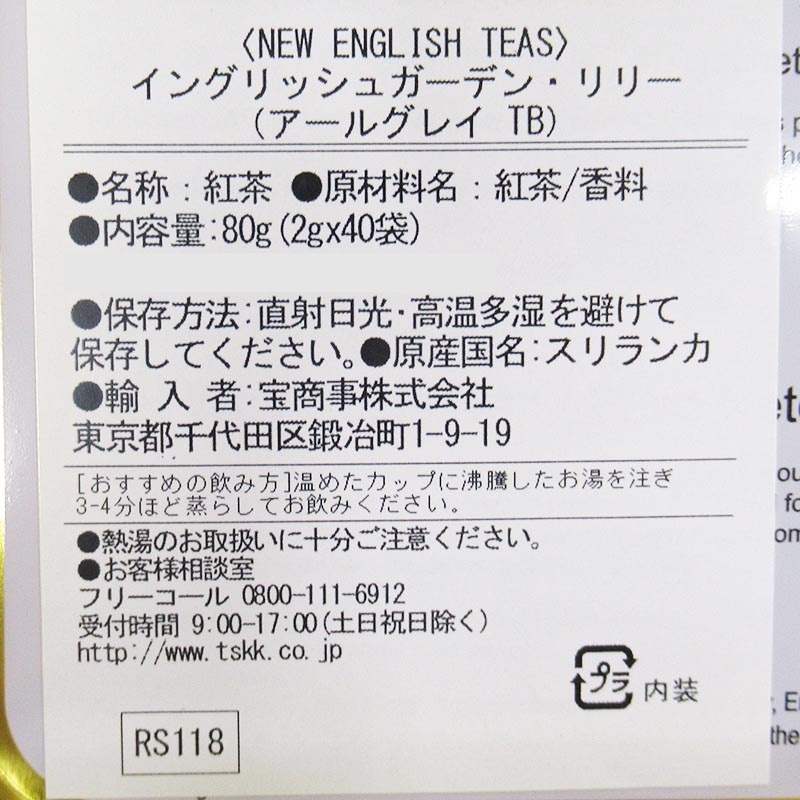 〈NEW ENGLISH TEAS〉
イングリッシュガーデン・リリー
(アールグレイ TB)
●名称：紅茶 ●原材料名：紅茶/香料
●内容量：80g(2gx40袋)
●保存方法：直射日光・高温多湿を避けて
保存してください。●原産国名：スリランカ
●輸 入 者：宝商事株式会社
東京都千代田区鍛冶町1-9-19
[おすすめの飲み方]温めたカップに沸騰したお湯を注ぎ
3-4分ほど蒸らしてお飲みください。
●熱湯のお取扱いに十分ご注意ください。
●お客様相談室
フリーコール 0800-111-6912
受付時間 9:00-17:00(土日祝日除く)
http://www.tskk.co.jp
プラ 内装
RS118